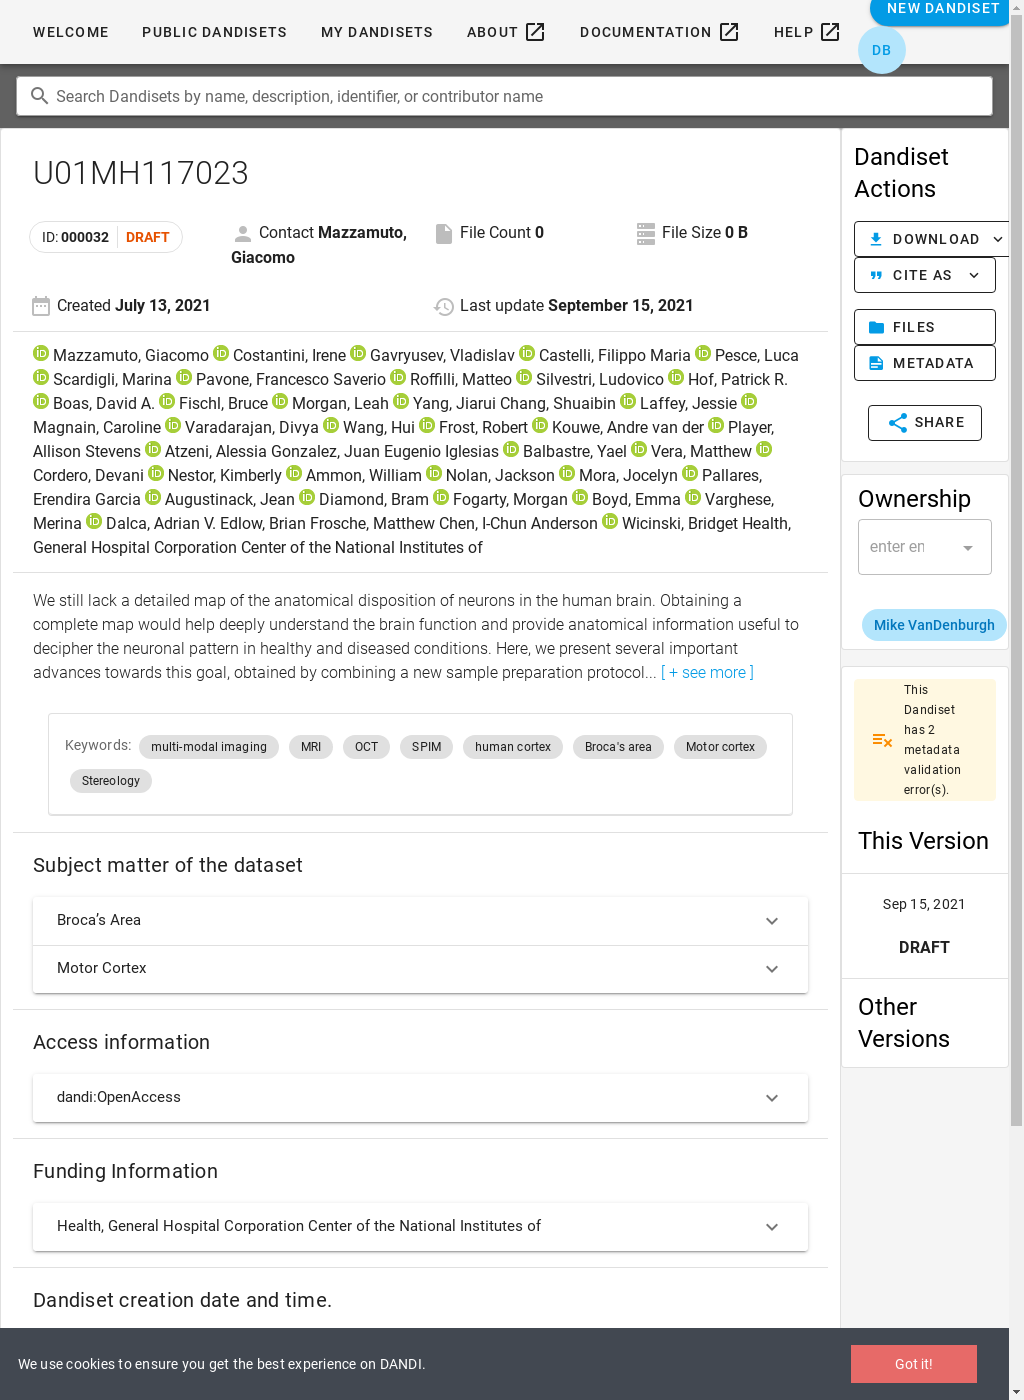 WELCOME PUBLIC DANDISETS MY DANDISETS ABOUT DOCUMENTATION HELP NEW DANDISET
DB
Search Dandisets by name, description, identifier, or contributor name
U01MH117023
ID: 000032 DRAFT
Contact Mazzamuto, Giacomo
File Count 0
File Size 0 B
Created July 13, 2021
Last update September 15, 2021
Mazzamuto, Giacomo Costantini, Irene Gavryusev, Vladislav Castelli, Filippo Maria Pesce, Luca
Scardigli, Marina Pavone, Francesco Saverio Roffilli, Matteo Silvestri, Ludovico Hof, Patrick R.
Boas, David A. Fischl, Bruce Morgan, Leah Yang, Jiarui Chang, Shuaibin Laffey, Jessie
Magnain, Caroline Varadarajan, Divya Wang, Hui Frost, Robert Kouwe, Andre van der Player,
Allison Stevens Atzeni, Alessia Gonzalez, Juan Eugenio Iglesias Balbastre, Yael Vera, Matthew
Cordero, Devani Nestor, Kimberly Ammon, William Nolan, Jackson Mora, Jocelyn Pallares,
Erendira Garcia Augustinack, Jean Diamond, Bram Fogarty, Morgan Boyd, Emma Varghese,
Merina Dalca, Adrian V. Edlow, Brian Frosche, Matthew Chen, I-Chun Anderson Wicinski, Bridget Health,
General Hospital Corporation Center of the National Institutes of
We still lack a detailed map of the anatomical disposition of neurons in the human brain. Obtaining a
complete map would help deeply understand the brain function and provide anatomical information useful to
decipher the neuronal pattern in healthy and diseased conditions. Here, we present several important
advances towards this goal, obtained by combining a new sample preparation protocol... [ + see more ]
Keywords: multi-modal imaging MRI OCT SPIM human cortex Broca's area Motor cortex
Stereology
Subject matter of the dataset
Broca’s Area
Motor Cortex
Access information
dandi:OpenAccess
Funding Information
Health, General Hospital Corporation Center of the National Institutes of
Dandiset creation date and time.
Dandiset
Actions
DOWNLOAD
CITE AS
FILES
METADATA
SHARE
Ownership
enter en
Mike VanDenburgh
This
Dandiset
has 2
metadata
validation
error(s).
This Version
Sep 15, 2021
DRAFT
Other
Versions
We use cookies to ensure you get the best experience on DANDI.
Got it!